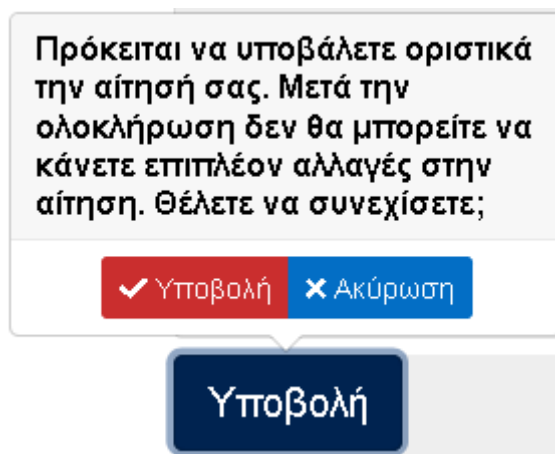 Πρόκειται να υποβάλετε οριστικά
την αίτησή σας. Μετά την
ολοκλήρωση δεν θα μπορείτε να
κάνετε επιπλέον αλλαγές στην
αίτηση. Θέλετε να συνεχίσετε;
Υποβολή Ακύρωση
Υποβολή